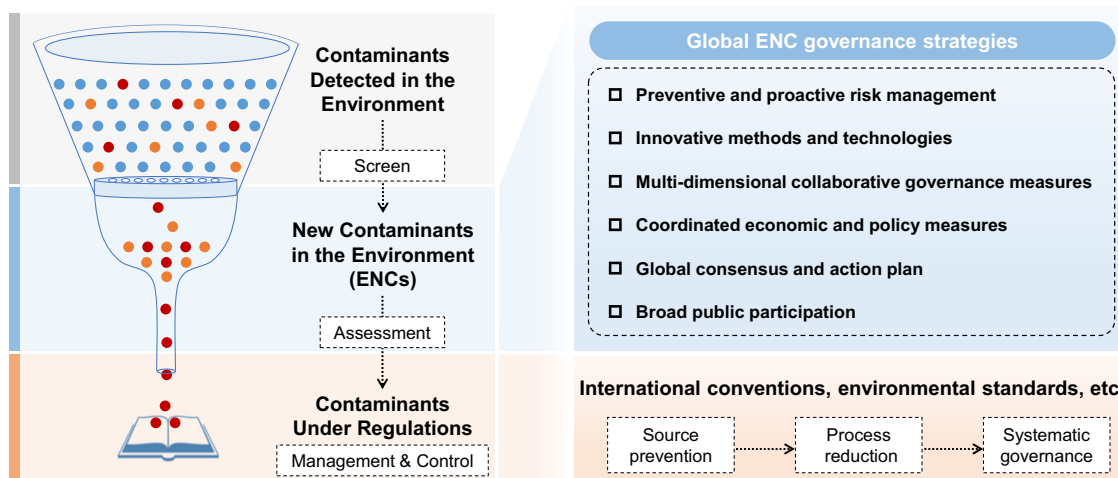 Contaminants
Detected in the
Environment
Screen
New Contaminants
in the Environment
(ENCs)
Assessment
Contaminants
Under Regulations
Management & Control
Global ENC governance strategies
Preventive and proactive risk management
Innovative methods and technologies
Multi-dimensional collaborative governance measures
Coordinated economic and policy measures
Global consensus and action plan
Broad public participation
International conventions, environmental standards, etc
Source
prevention
Process
reduction
Systematic
governance